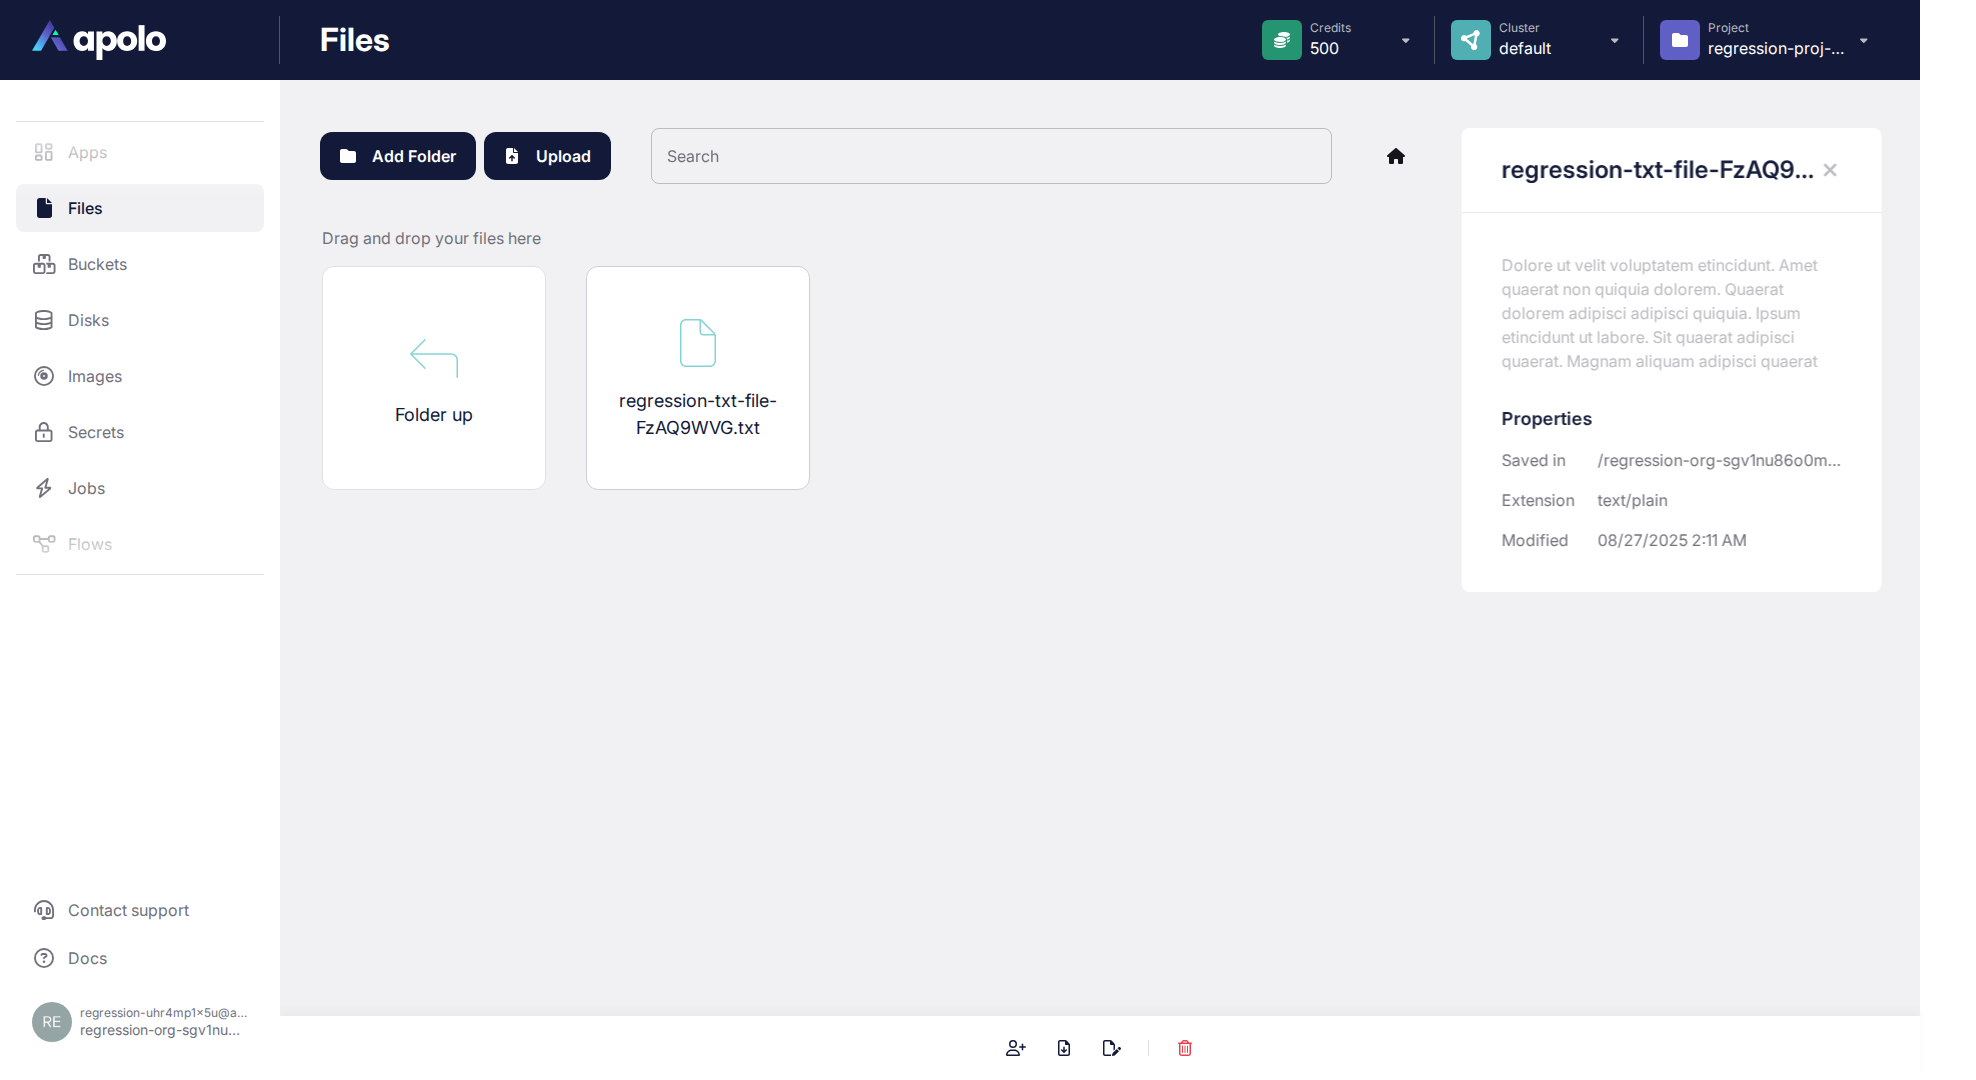 apolo
Files
Credits
500
Cluster
default
Project
regression-proj-...
Apps
Files
Buckets
Disks
Images
Secrets
Jobs
Flows
Contact support
Docs
RE
regression-uhr4mp1x5u@a...
regression-org-sgv1nu...
Add Folder
Upload
Search
Drag and drop your files here
Folder up
regression-txt-file-
FzAQ9WVG.txt
regression-txt-file-FzAQ9...
Dolore ut velit voluptatem etincidunt. Amet
quaerat non quiquia dolorem. Quaerat
dolorem adipisci adipisci quiquia. Ipsum
etincidunt ut labore. Sit quaerat adipisci
quaerat. Magnam aliquam adipisci quaerat
Properties
Saved in /regression-org-sgv1nu86o0m...
Extension text/plain
Modified 08/27/2025 2:11 AM